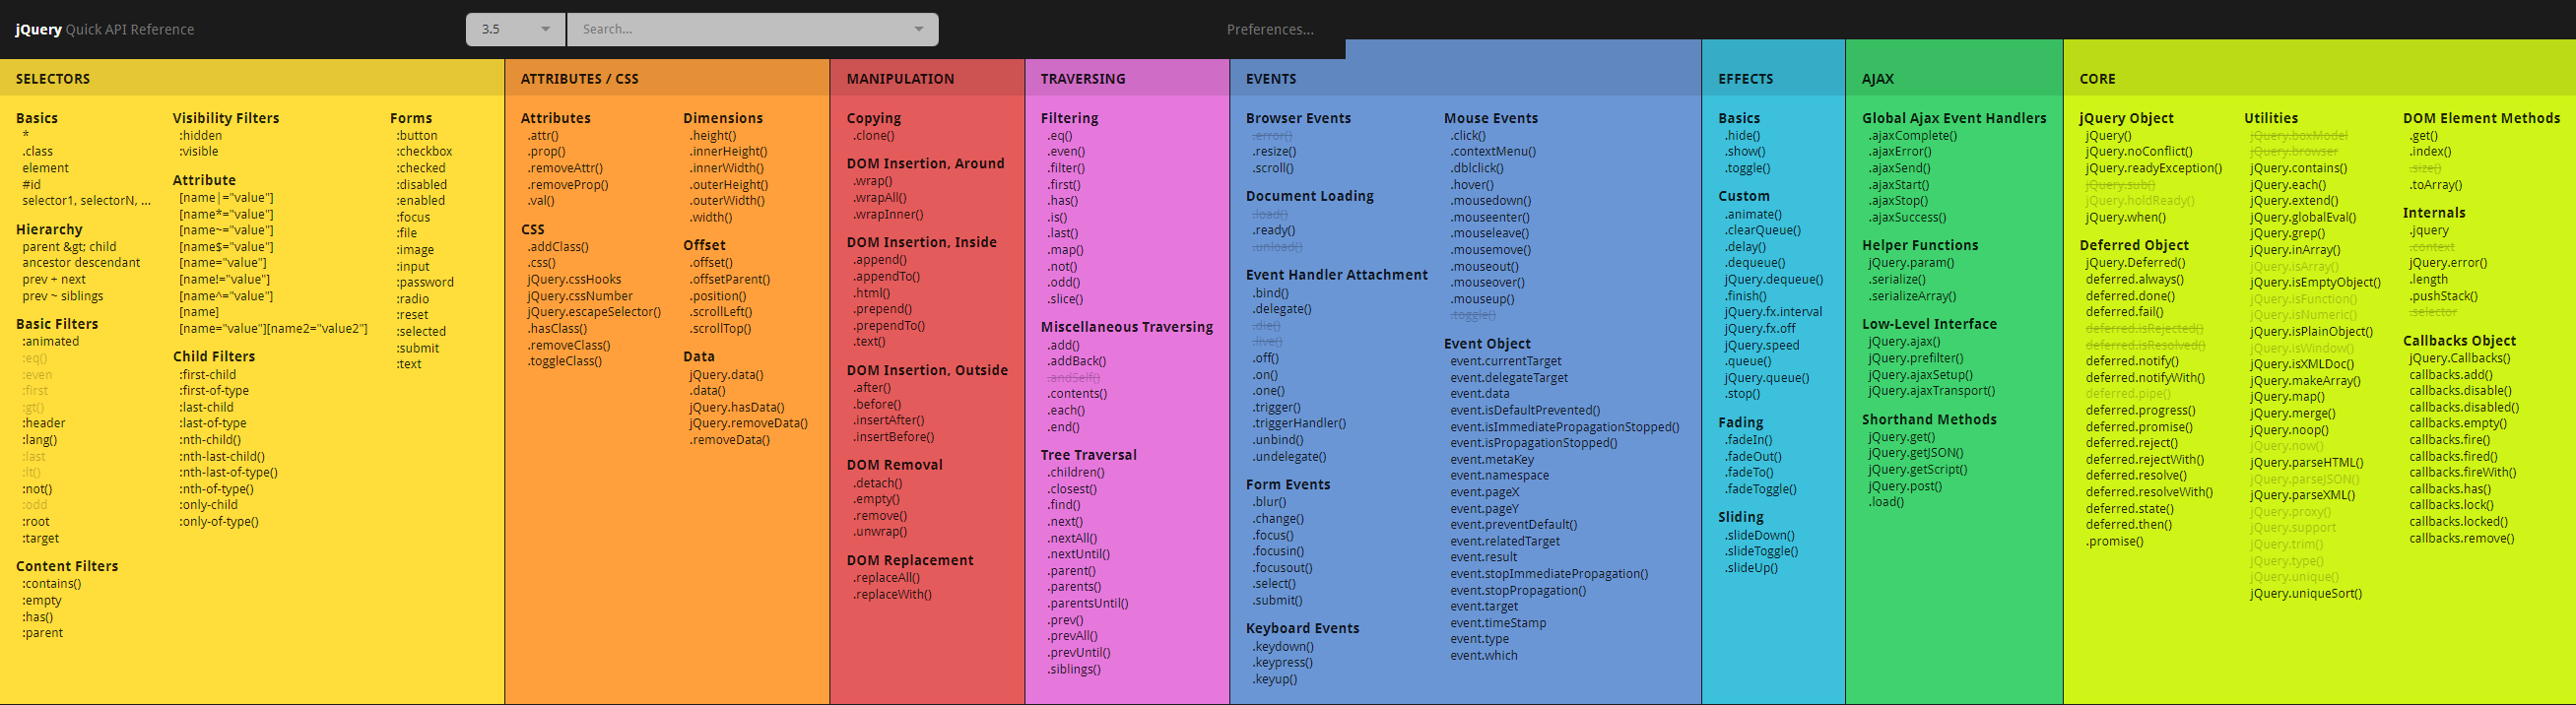 jQuery Quick API Reference
3.5
Search...
Preferences...
SELECTORS
Basics
*
.class
element
#id
selector1, selectorN, ...
Hierarchy
parent &gt; child
ancestor descendant
prev + next
prev ~ siblings
Basic Filters
:animated
:eq()
:even
:first
:gt()
:header
:lang()
:last
:lt()
:not()
:odd
:root
:target
Content Filters
:contains()
:empty
:has()
:parent
Visibility Filters
:hidden
:visible
Attribute
[name|="value"]
[name*="value"]
[name~="value"]
[name$="value"]
[name="value"]
[name!="value"]
[name^="value"]
[name]
[name="value"][name2="value2"]
Child Filters
:first-child
:first-of-type
:last-child
:last-of-type
:nth-child()
:nth-last-child()
:nth-last-of-type()
:nth-of-type()
:only-child
:only-of-type()
Forms
:button
:checkbox
:checked
:disabled
:enabled
:focus
:file
:image
:input
:password
:radio
:reset
:selected
:submit
:text
ATTRIBUTES / CSS
Attributes
.attr()
.prop()
.removeAttr()
.removeProp()
.val()
CSS
.addClass()
.css()
jQuery.cssHooks
jQuery.cssNumber
jQuery.escapeSelector()
.hasClass()
.removeClass()
.toggleClass()
Dimensions
.height()
.innerHeight()
.innerWidth()
.outerHeight()
.outerWidth()
.width()
Offset
.offset()
.offsetParent()
.position()
.scrollLeft()
.scrollTop()
Data
jQuery.data()
.data()
jQuery.hasData()
jQuery.removeData()
.removeData()
MANIPULATION
Copying
.clone()
DOM Insertion, Around
.wrap()
.wrapAll()
.wrapInner()
DOM Insertion, Inside
.append()
.appendTo()
.html()
.prepend()
.prependTo()
.text()
DOM Insertion, Outside
.after()
.before()
.insertAfter()
.insertBefore()
DOM Removal
.detach()
.empty()
.remove()
.unwrap()
DOM Replacement
.replaceAll()
.replaceWith()
TRAVERSING
Filtering
.eq()
.even()
.filter()
.first()
.has()
.is()
.last()
.map()
.not()
.odd()
.slice()
Miscellaneous Traversing
.add()
.addBack()
.andSelf()
.contents()
.each()
.end()
Tree Traversal
.children()
.closest()
.find()
.next()
.nextAll()
.nextUntil()
.parent()
.parents()
.parentsUntil()
.prev()
.prevAll()
.prevUntil()
.siblings()
EVENTS
Browser Events
.error()
.resize()
.scroll()
Document Loading
.load()
.ready()
.unload()
Event Handler Attachment
.bind()
.delegate()
.die()
.live()
.off()
.on()
.one()
.trigger()
.triggerHandler()
.unbind()
.undelegate()
Form Events
.blur()
.change()
.focus()
.focusin()
.focusout()
.select()
.submit()
Keyboard Events
.keydown()
.keypress()
.keyup()
Mouse Events
.click()
.contextMenu()
.dblclick()
.hover()
.mousedown()
.mouseenter()
.mouseleave()
.mousemove()
.mouseout()
.mouseover()
.mouseup()
.toggle()
Event Object
event.currentTarget
event.delegateTarget
event.data
event.isDefaultPrevented()
event.isImmediatePropagationStopped()
event.isPropagationStopped()
event.metaKey
event.namespace
event.pageX
event.pageY
event.preventDefault()
event.relatedTarget
event.result
event.stopImmediatePropagation()
event.stopPropagation()
event.target
event.timeStamp
event.type
event.which
EFFECTS
Basics
.hide()
.show()
.toggle()
Custom
.animate()
.clearQueue()
.delay()
.dequeue()
jQuery.dequeue()
.finish()
jQuery.fx.interval
jQuery.fx.off
jQuery.speed
.queue()
jQuery.queue()
.stop()
Fading
.fadeIn()
.fadeOut()
.fadeTo()
.fadeToggle()
Sliding
.slideDown()
.slideToggle()
.slideUp()
AJAX
Global Ajax Event Handlers
.ajaxComplete()
.ajaxError()
.ajaxSend()
.ajaxStart()
.ajaxStop()
.ajaxSuccess()
Helper Functions
jQuery.param()
.serialize()
.serializeArray()
Low-Level Interface
jQuery.ajax()
jQuery.prefilter()
jQuery.ajaxSetup()
jQuery.ajaxTransport()
Shorthand Methods
jQuery.get()
jQuery.getJSON()
jQuery.getScript()
jQuery.post()
.load()
CORE
jQuery Object
jQuery()
jQuery.noConflict()
jQuery.readyException()
jQuery.sub()
jQuery.holdReady()
jQuery.when()
Deferred Object
jQuery.Deferred()
deferred.always()
deferred.done()
deferred.fail()
deferred.isRejected()
deferred.isResolved()
deferred.notify()
deferred.notifyWith()
deferred.pipe()
deferred.progress()
deferred.promise()
deferred.reject()
deferred.rejectWith()
deferred.resolve()
deferred.resolveWith()
deferred.state()
deferred.then()
.promise()
Utilities
jQuery.boxModel
jQuery.browser
jQuery.contains()
jQuery.each()
jQuery.extend()
jQuery.globalEval()
jQuery.grep()
jQuery.inArray()
jQuery.isArray()
jQuery.isEmptyObject()
jQuery.isFunction()
jQuery.isNumeric()
jQuery.isPlainObject()
jQuery.isWindow()
jQuery.isXMLDoc()
jQuery.makeArray()
jQuery.map()
jQuery.merge()
jQuery.noop()
jQuery.now()
jQuery.parseHTML()
jQuery.parseJSON()
jQuery.parseXML()
jQuery.proxy()
jQuery.support
jQuery.trim()
jQuery.type()
jQuery.unique()
jQuery.uniqueSort()
DOM Element Methods
.get()
.index()
.size()
.toArray()
Internals
.jquery
.context
jQuery.error()
.length
.pushStack()
.selector
Callbacks Object
jQuery.Callbacks()
callbacks.add()
callbacks.disable()
callbacks.disabled()
callbacks.empty()
callbacks.fire()
callbacks.fired()
callbacks.fireWith()
callbacks.has()
callbacks.lock()
callbacks.locked()
callbacks.remove()